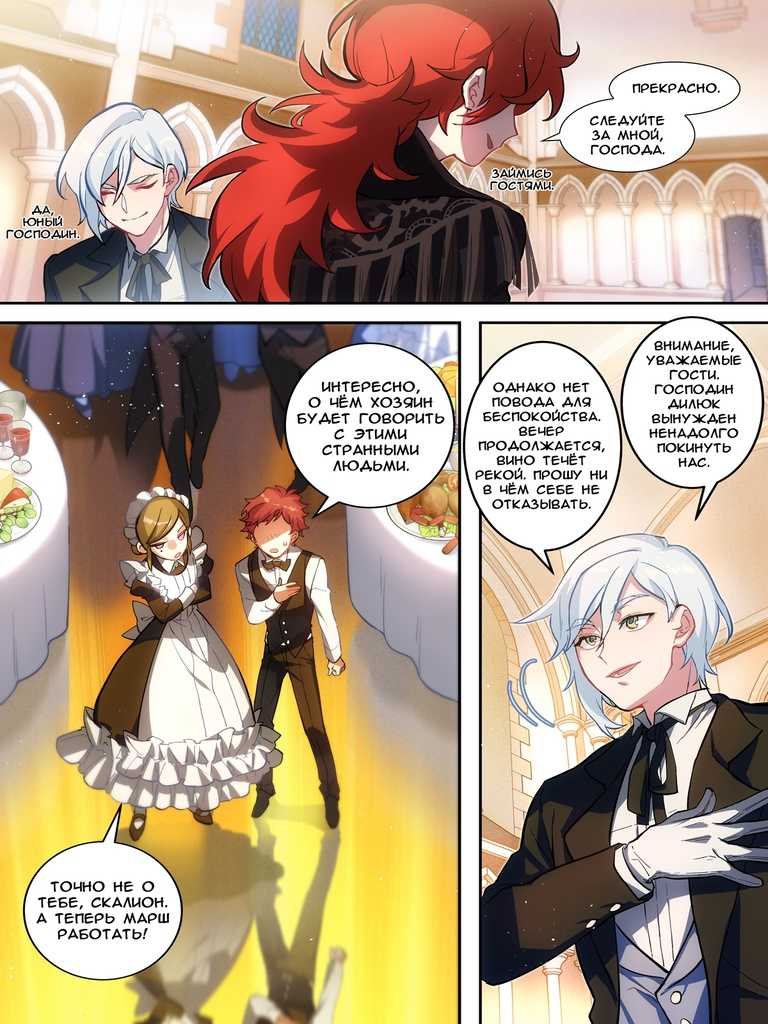 ПРЕКРАСНО.
СЛЕДУЙТЕ
ЗА МНОЙ,
ГОСПОДА.
ЗАЙМИСЬ
ГОСТЯМИ.
ДА,
ЮНЫЙ
ГОСПОДИН.
ИНТЕРЕСНО,
О ЧЁМ ХОЗЯИН
БУДЕТ ГОВОРИТЬ
С ЭТИМИ
СТРАННЫМИ
ЛЮДЬМИ.
ТОЧНО НЕ О
ТЕБЕ, СКАЛИОН.
А ТЕПЕРЬ МАРШ
РАБОТАТЬ!
ВНИМАНИЕ,
УВАЖАЕМЫЕ
ГОСТИ.
ГОСПОДИН
ДИЛЮК
ВЫНУЖДЕН
НЕНАДОЛГО
ПОКИНУТЬ
НАС.
ОДНАКО НЕТ
ПОВОДА ДЛЯ
БЕСПОКОЙСТВА.
ВЕЧЕР
ПРОДОЛЖАЕТСЯ,
ВИНО ТЕЧЁТ
РЕКОЙ. ПРОШУ НИ
В ЧЁМ СЕБЕ НЕ
ОТКАЗЫВАТЬ.